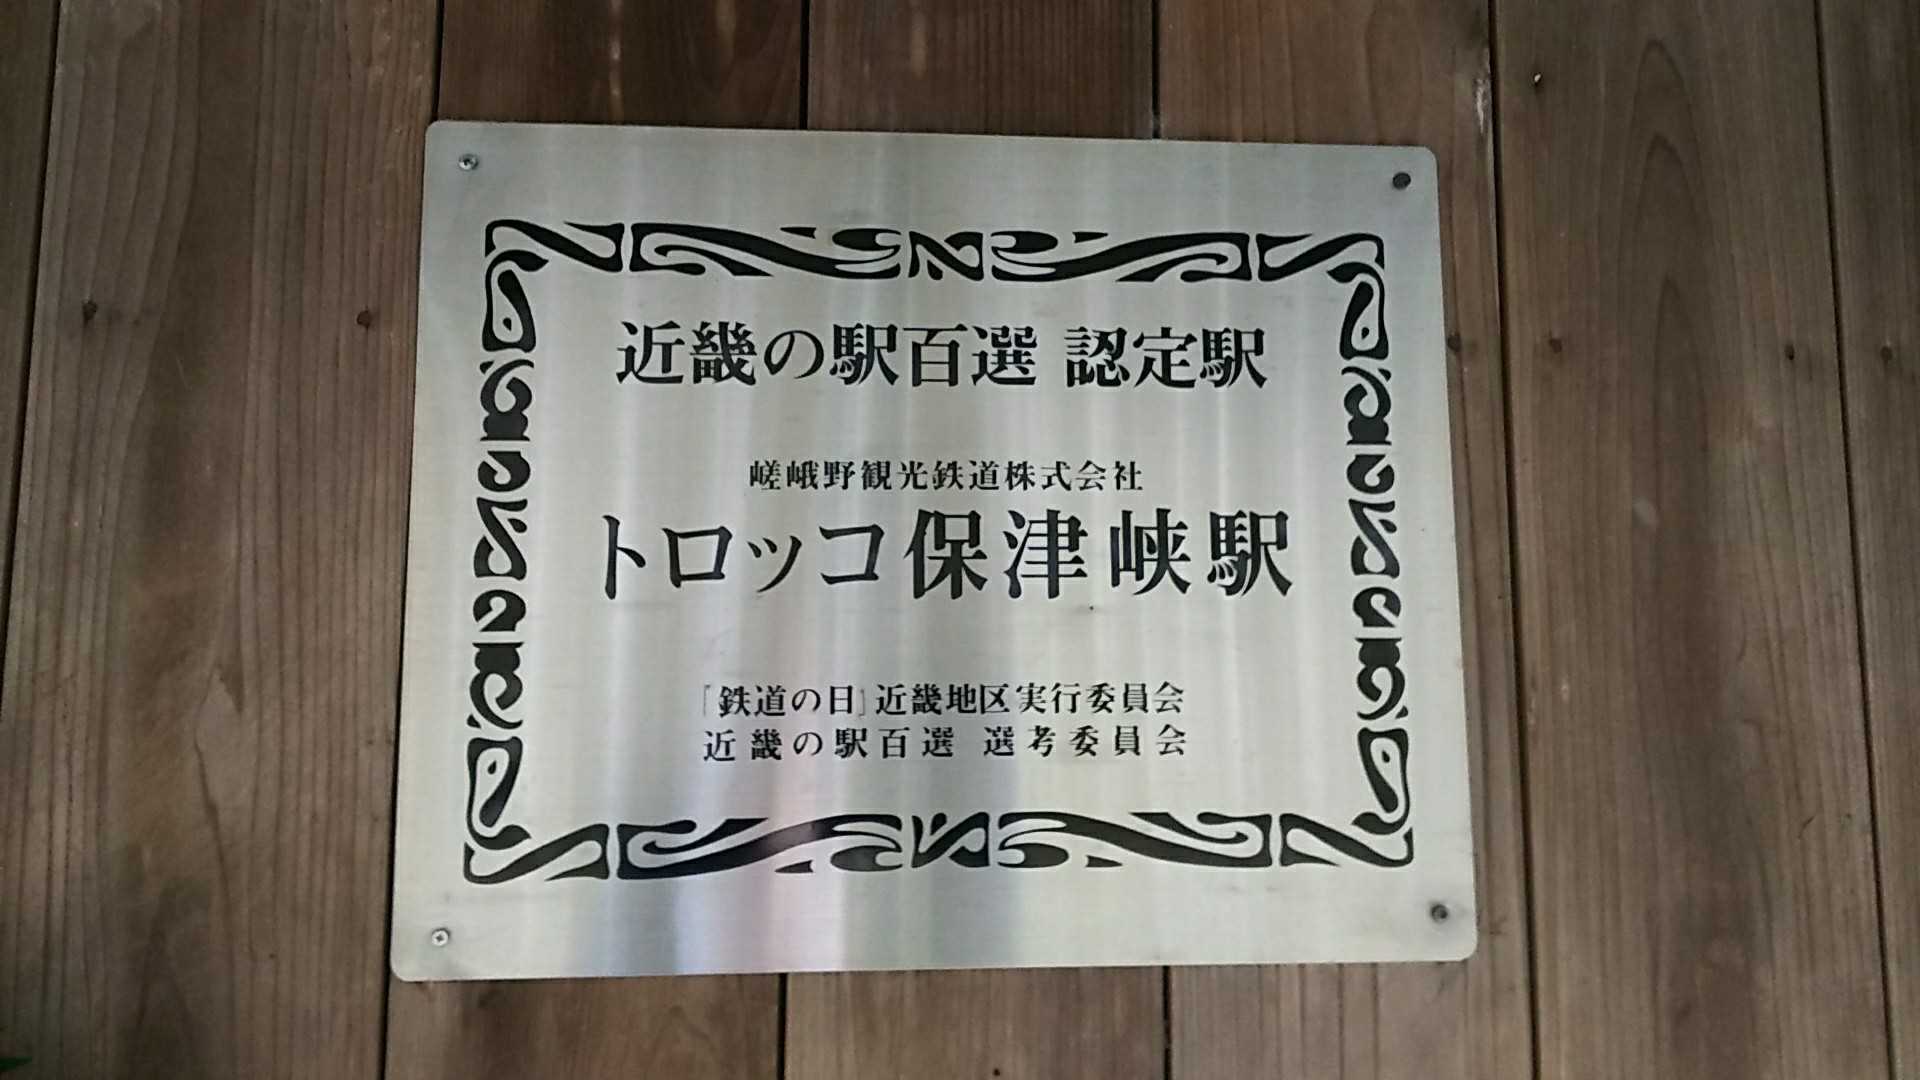 近畿の駅百選 認定駅
嵯峨野観光鉄道株式会社
トロッコ保津峡駅
「鉄道の日」近畿地区実行委員会
近畿の駅百選 選考委員会